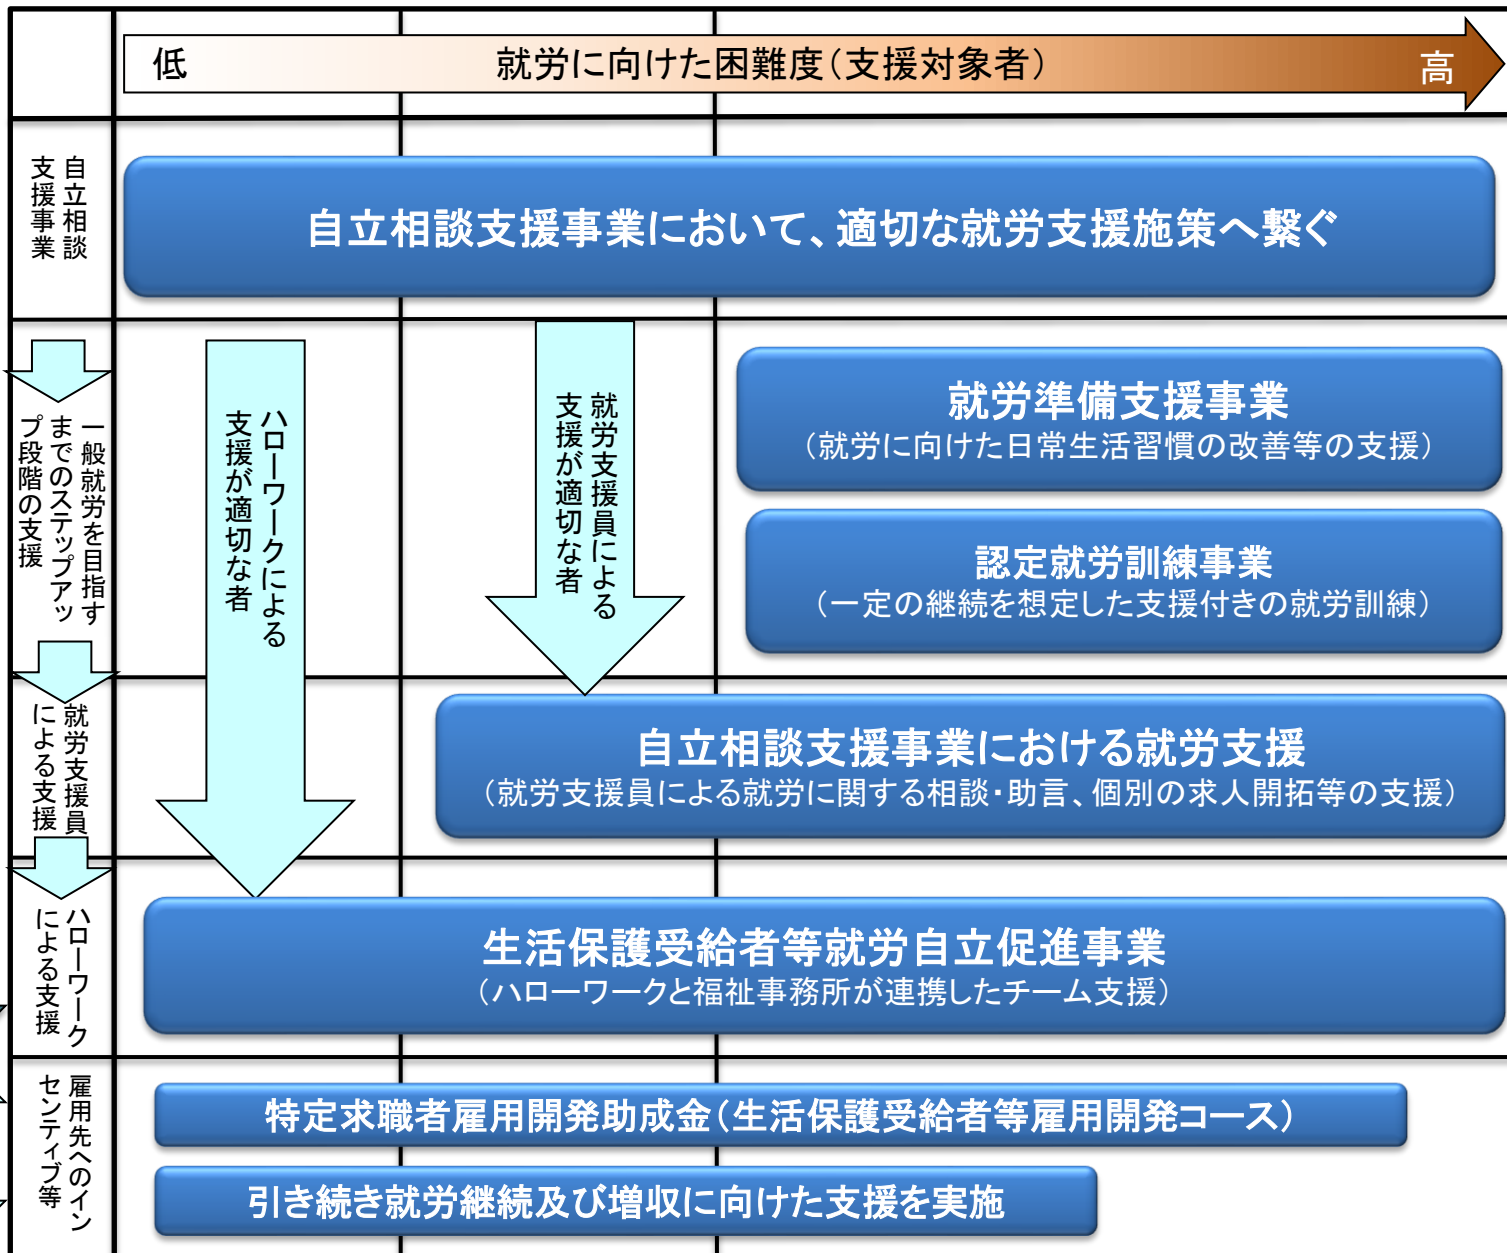 低
就労に向けた困難度（支援対象者）
高
自立相談
支援事業
自立相談支援事業において、適切な就労支援施策へ繋ぐ
一般就労を目指す
までのステップアッ
プ段階の支援
ハローワークによる
支援が適切な者
就労支援員による
支援が適切な者
就労準備支援事業
（就労に向けた日常生活習慣の改善等の支援）
認定就労訓練事業
（一定の継続を想定した支援付きの就労訓練）
就労支援員
による支援
自立相談支援事業における就労支援
（就労支援員による就労に関する相談・助言、個別の求人開拓等の支援）
ハローワーク
による支援
生活保護受給者等就労自立促進事業
（ハローワークと福祉事務所が連携したチーム支援）
雇用先へのイン
センティブ等
特定求職者雇用開発助成金（生活保護受給者等雇用開発コース）
引き続き就労継続及び増収に向けた支援を実施